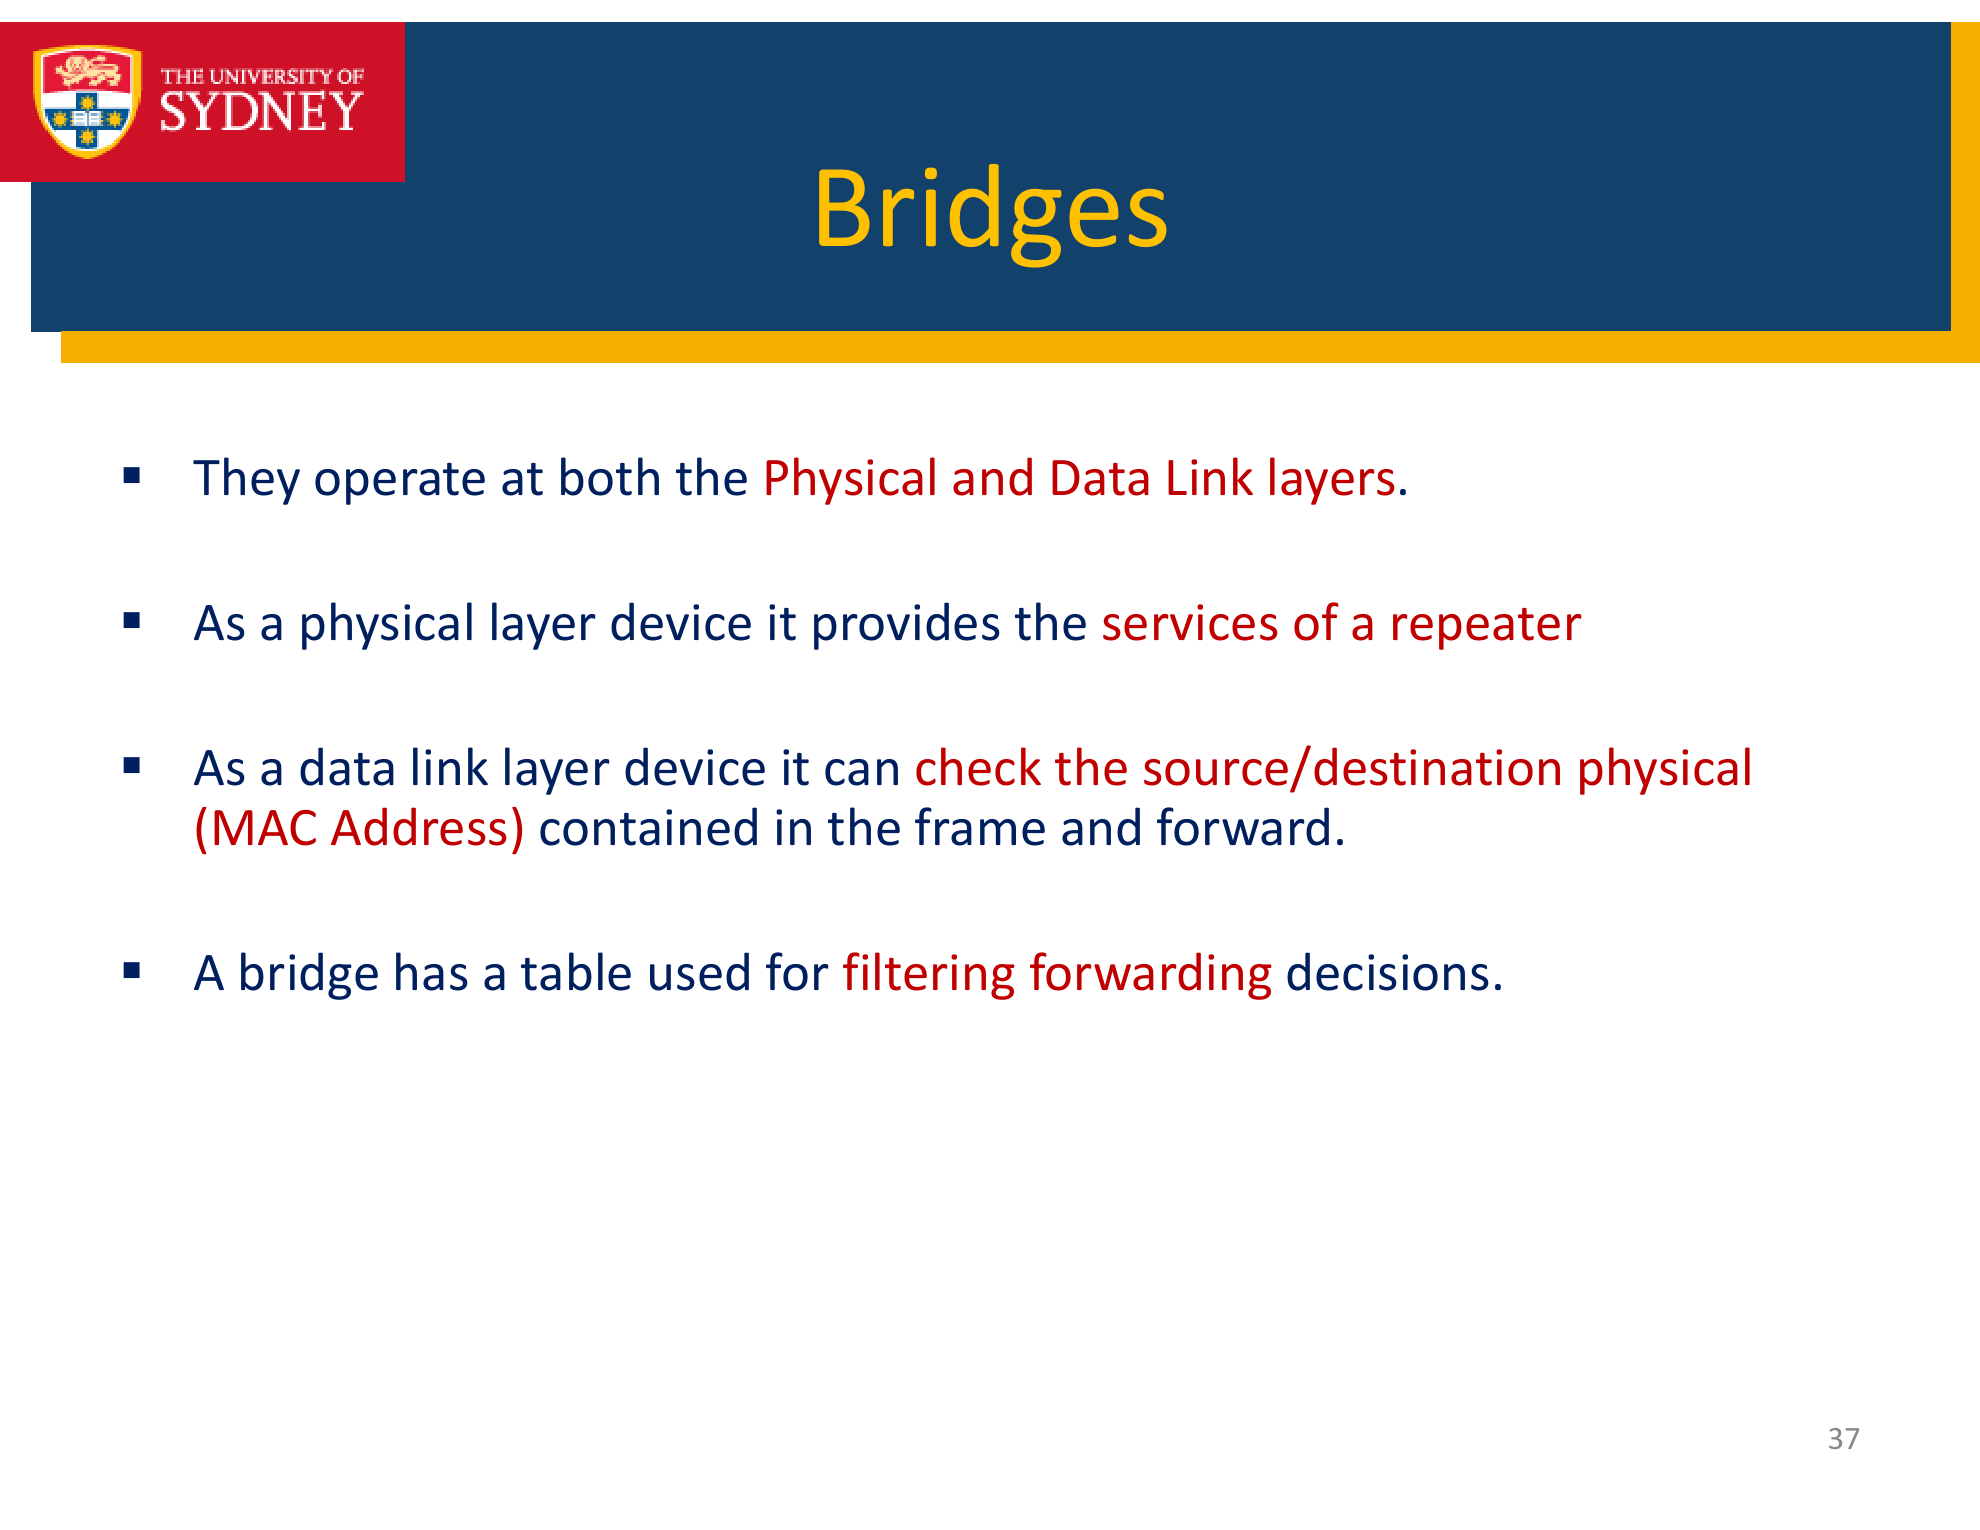 THE UNIVERSITY OF
SYDNEY
Bridges
▪ They operate at both the Physical and Data Link layers.
▪ As a physical layer device it provides the services of a repeater
▪ As a data link layer device it can check the source/destination physical
(MAC Address) contained in the frame and forward.
▪ A bridge has a table used for filtering forwarding decisions.
37